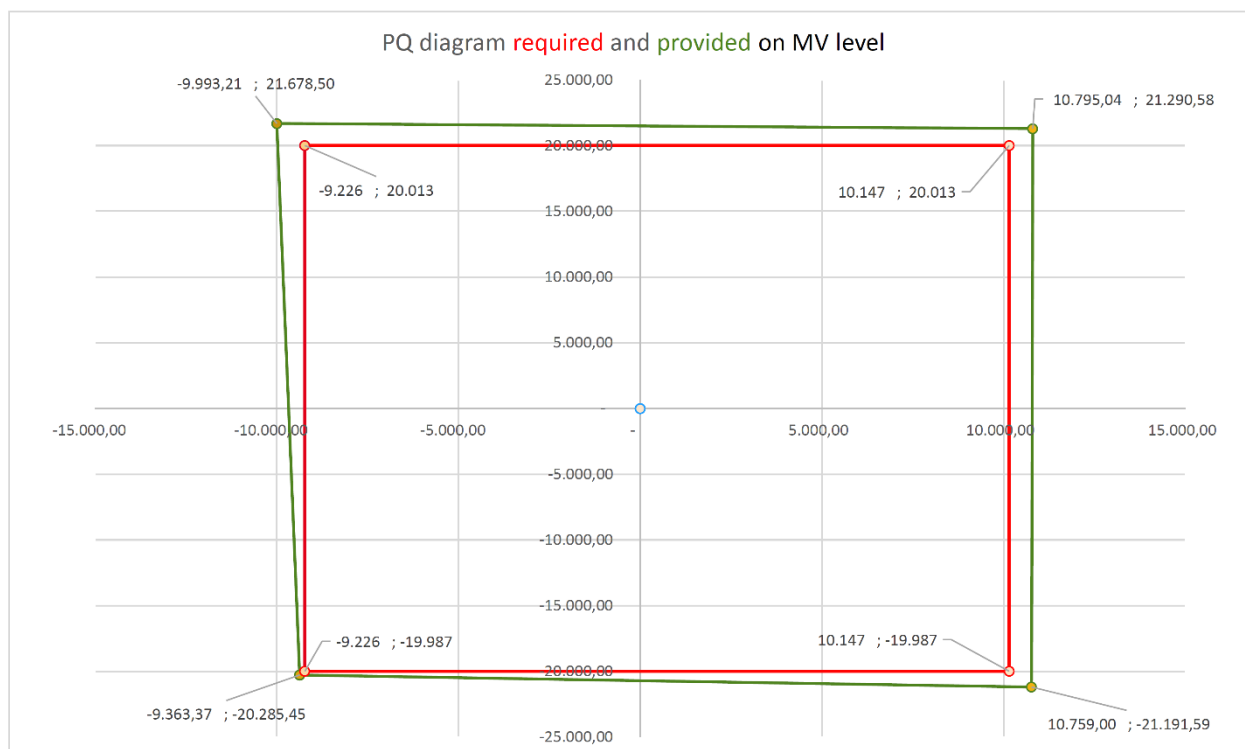 PQ diagram required and provided on MV level
-9.993,21 ; 21.678,50
25.000,00
10.795,04 ; 21.290,58
20.000,00
-9.226 ; 20.013
10.147 ; 20.013
15.000,00
10.000,00
5.000,00
-
-15.000,00
-10.000,00
-5.000,00
-
5.000,00
10.000,00
15.000,00
-5.000,00
-10.000,00
-15.000,00
-9.226 ; -19.987
10.147 ; -19.987
-20.000,00
-9.363,37 ; -20.285,45
10.759,00 ; -21.191,59
-25.000,00